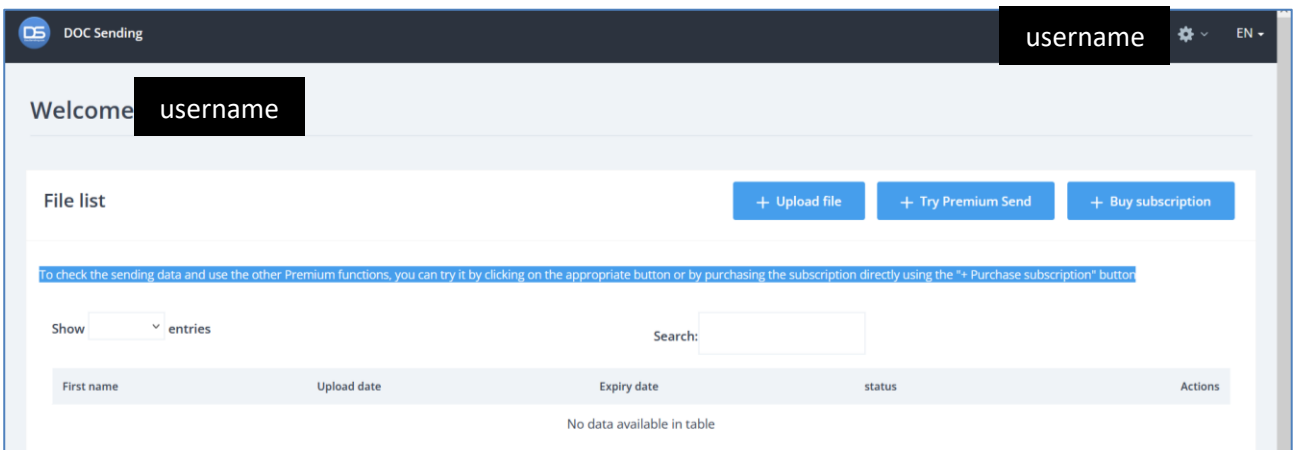 DS DOC Sending username EN
Welcome username
File list + Upload file + Try Premium Send + Buy subscription
To check the sending data and use the other Premium functions, you can try it by clicking on the appropriate button or by purchasing the subscription directly using the "+ Purchase subscription" button
Show entries Search:
First name Upload date Expiry date status Actions
No data available in table